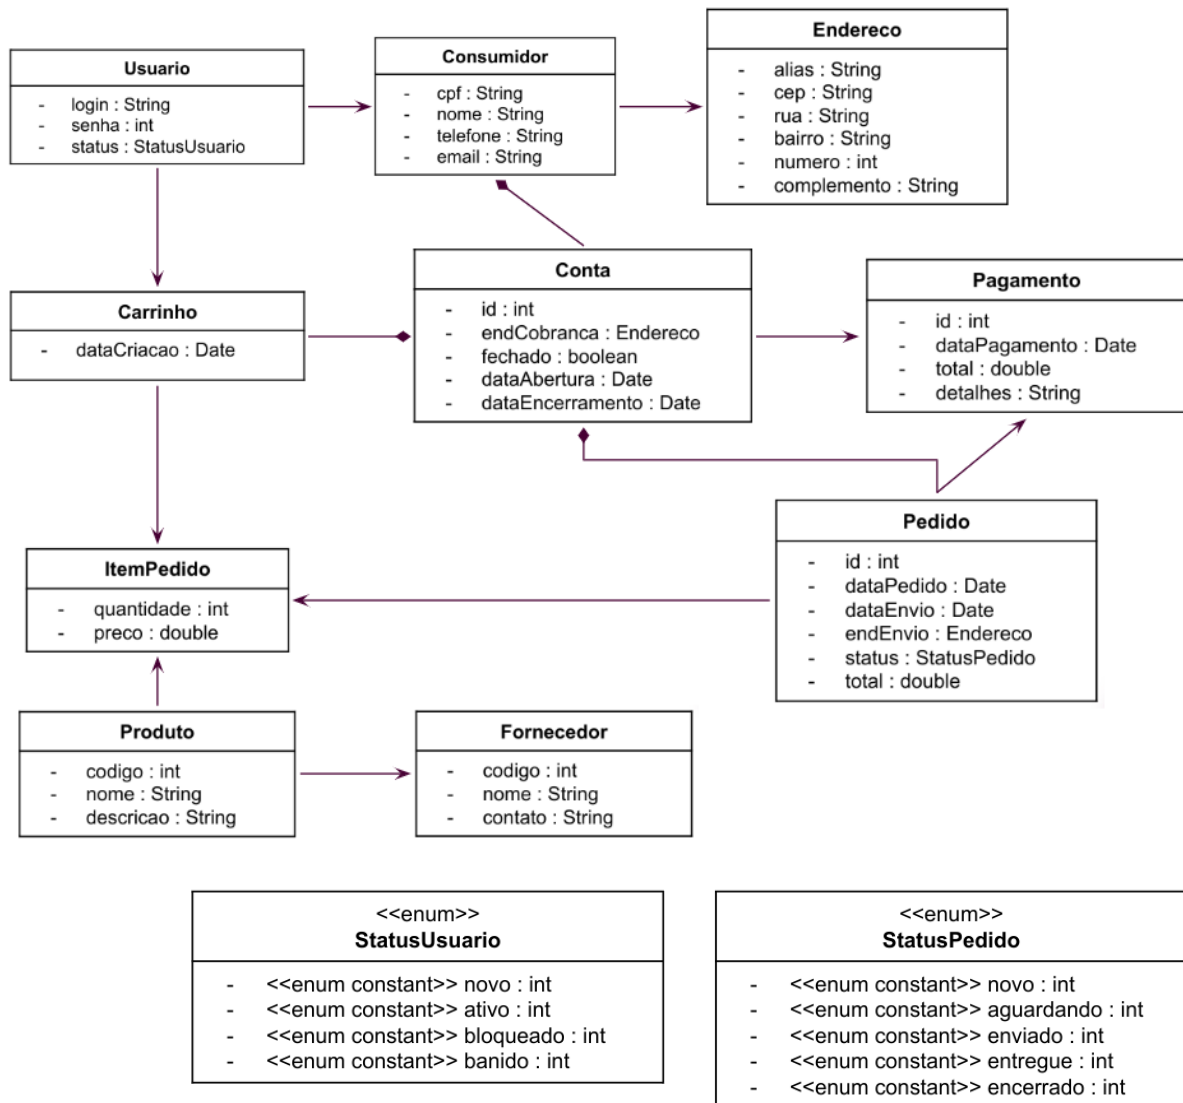 Usuario
- login : String
- senha : int
- status : StatusUsuario
Consumidor
- cpf : String
- nome : String
- telefone : String
- email : String
Endereco
- alias : String
- cep : String
- rua : String
- bairro : String
- numero : int
- complemento : String
Carrinho
- dataCriacao : Date
Conta
- id : int
- endCobranca : Endereco
- fechado : boolean
- dataAbertura : Date
- dataEncerramento : Date
Pagamento
- id : int
- dataPagamento : Date
- total : double
- detalhes : String
ItemPedido
- quantidade : int
- preco : double
Pedido
- id : int
- dataPedido : Date
- dataEnvio : Date
- endEnvio : Endereco
- status : StatusPedido
- total : double
Produto
- codigo : int
- nome : String
- descricao : String
Fornecedor
- codigo : int
- nome : String
- contato : String
<<enum>>
StatusUsuario
- <<enum constant>> novo : int
- <<enum constant>> ativo : int
- <<enum constant>> bloqueado : int
- <<enum constant>> banido : int
<<enum>>
StatusPedido
- <<enum constant>> novo : int
- <<enum constant>> aguardando : int
- <<enum constant>> enviado : int
- <<enum constant>> entregue : int
- <<enum constant>> encerrado : int